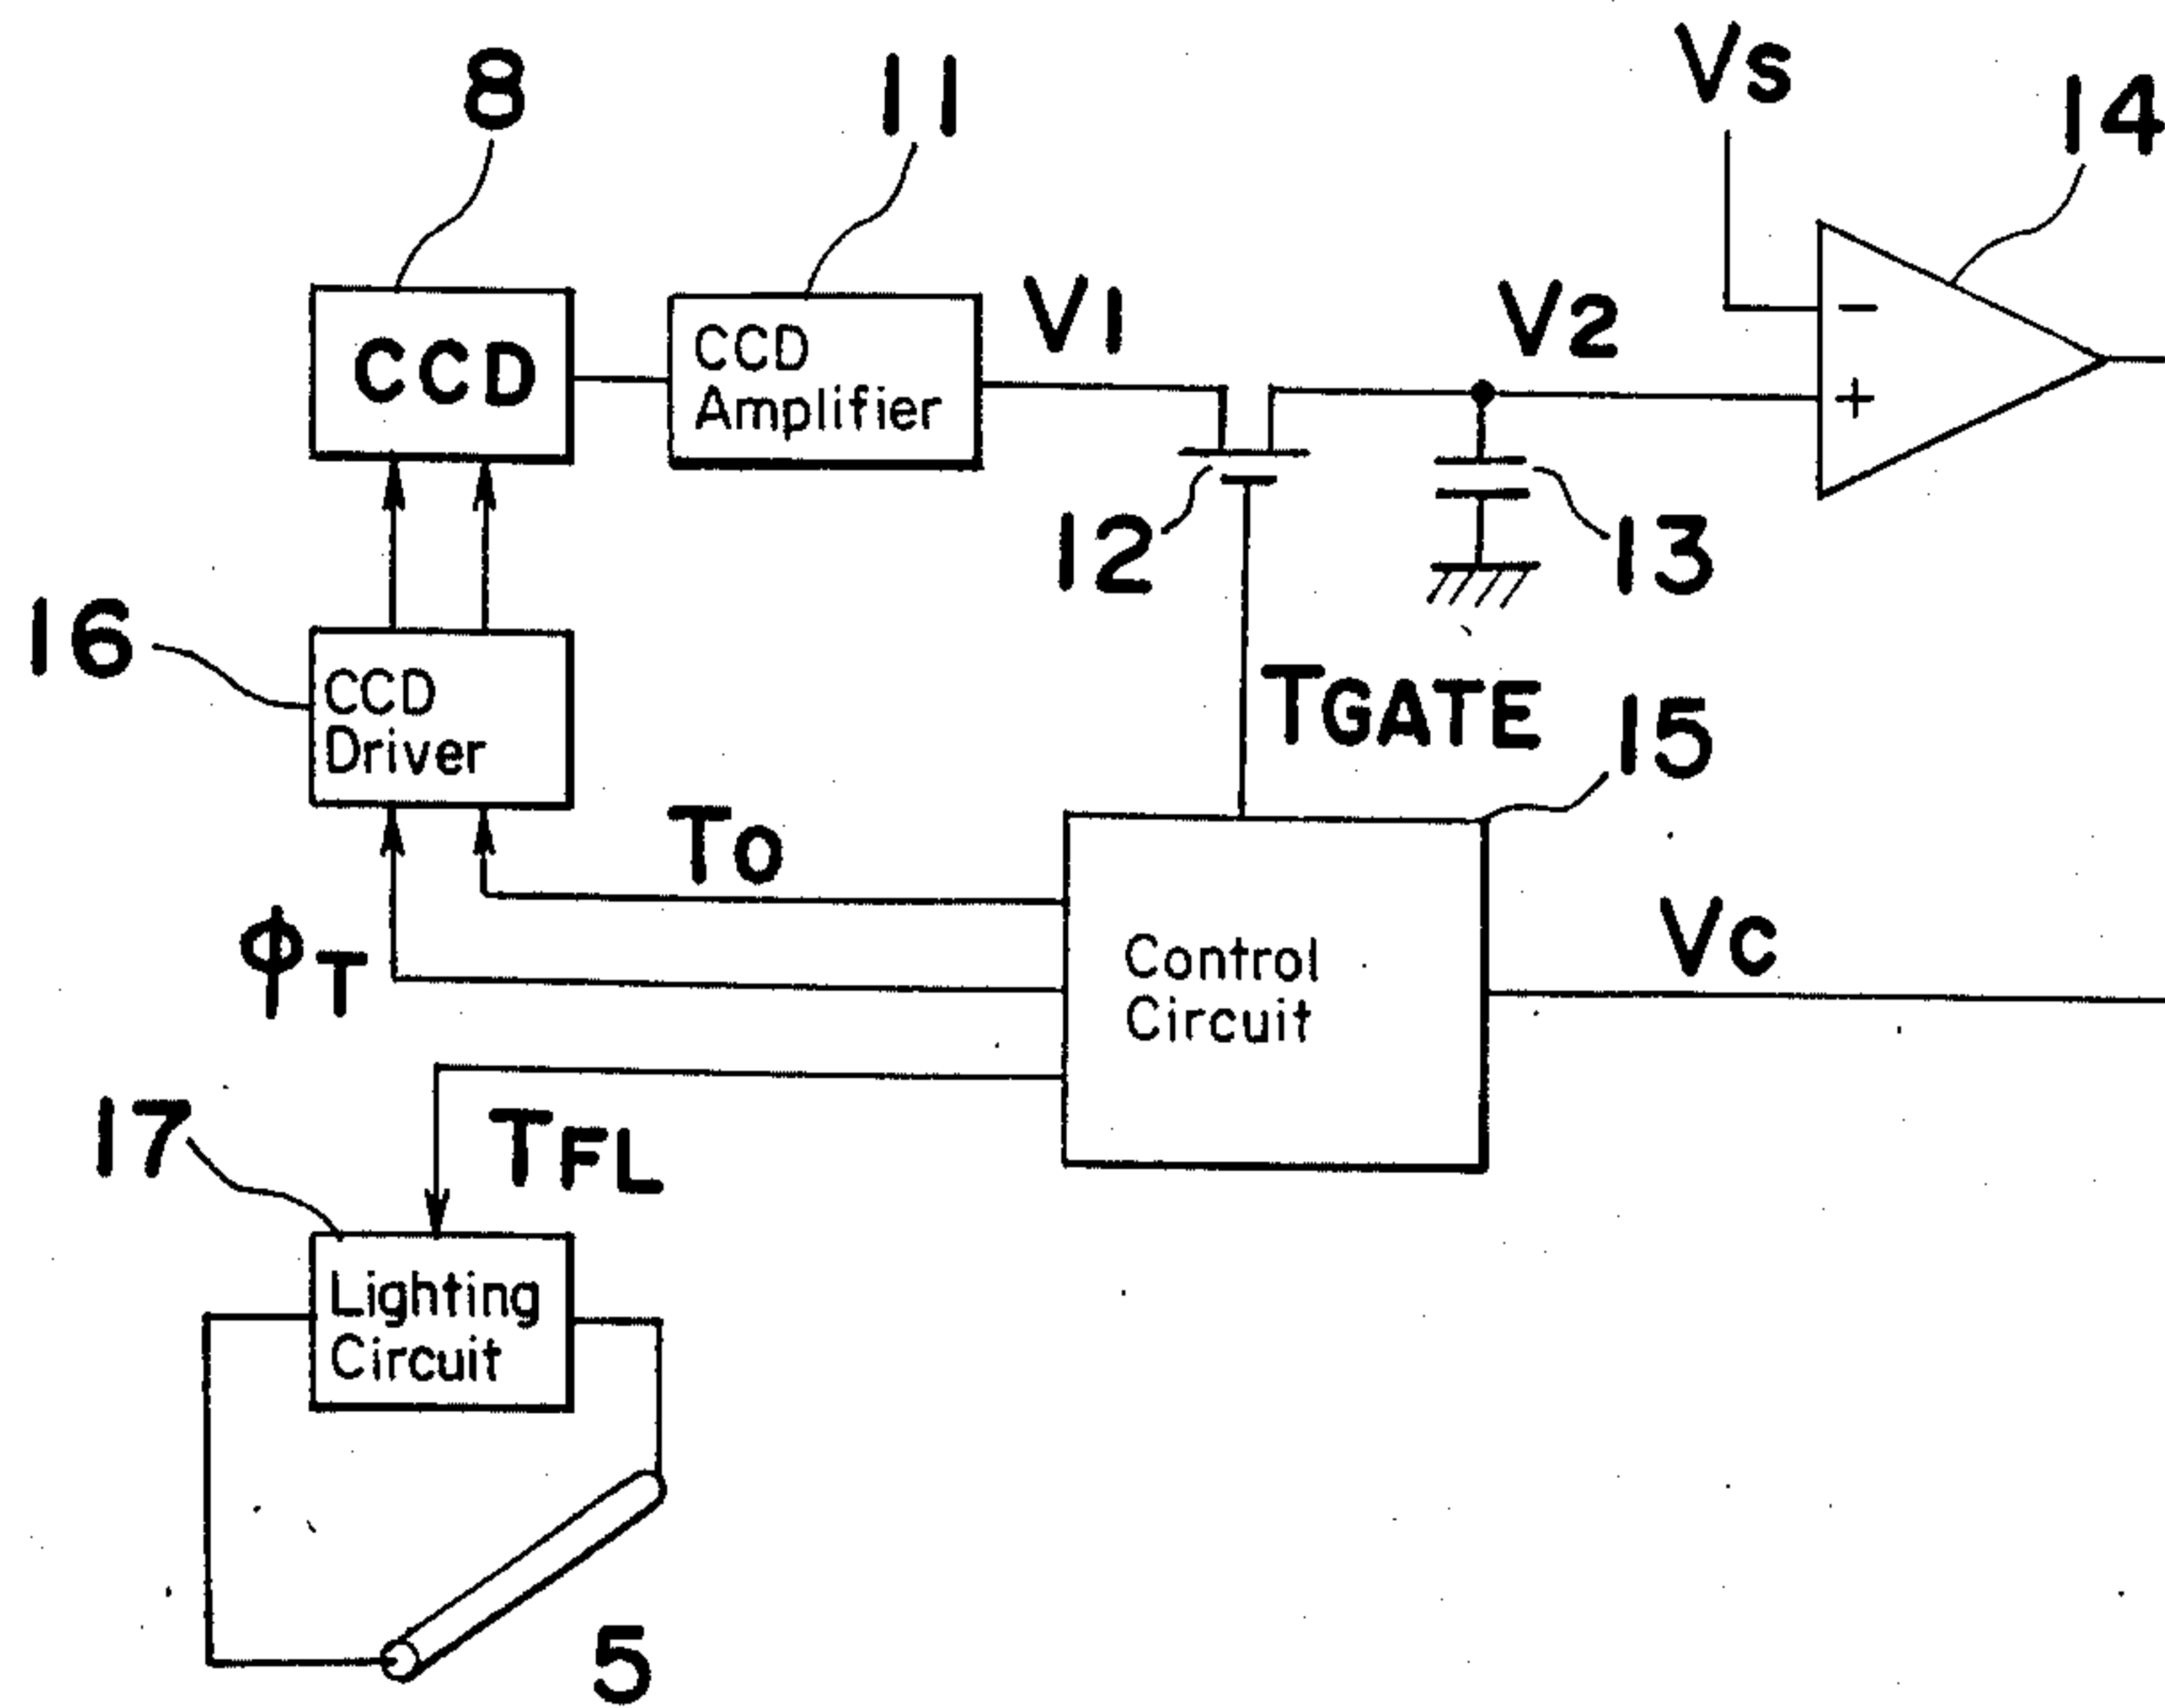 8
11
Vs
14
CCD
CCD
Amplifier
V1
V2
−
+
12
13
16
CCD
Driver
TGATE
15
To
ϕT
Control
Circuit
Vc
17
TFL
Lighting
Circuit
5